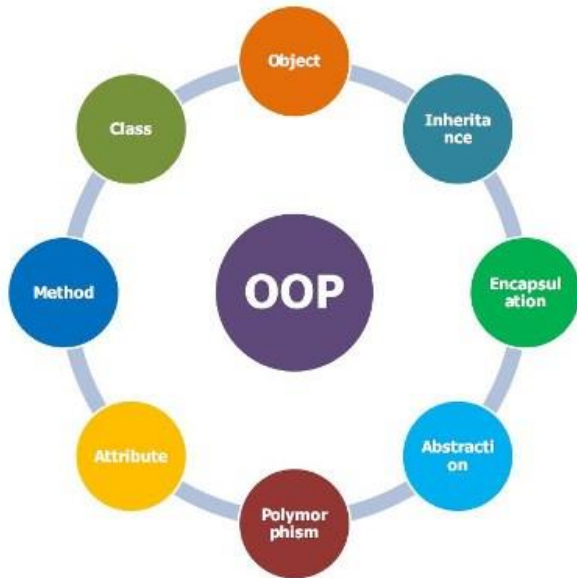 Object
Inherita
nce
Encapsul
ation
Abstracti
on
Polymor
phism
Attribute
Method
Class
OOP